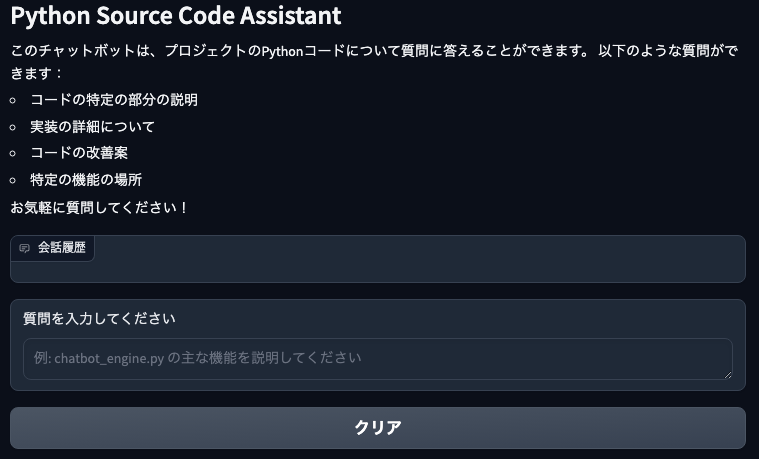 Python Source Code Assistant
このチャットボットは、プロジェクトのPythonコードについて質問に答えることができます。 以下のような質問がで
きます：
コードの特定の部分の説明
実装の詳細について
コードの改善案
特定の機能の場所
お気軽に質問してください！
会話履歴
質問を入力してください
例: chatbot_engine.py の主な機能を説明してください
クリア